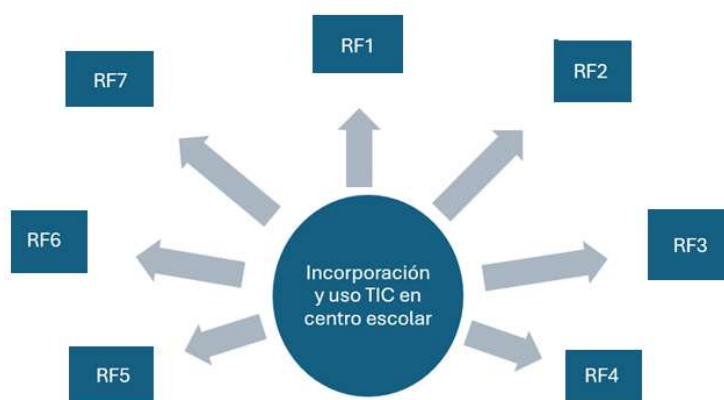 RF1
RF2
RF7
RF6
RF3
Incorporación
y uso TIC en
centro escolar
RF5
RF4